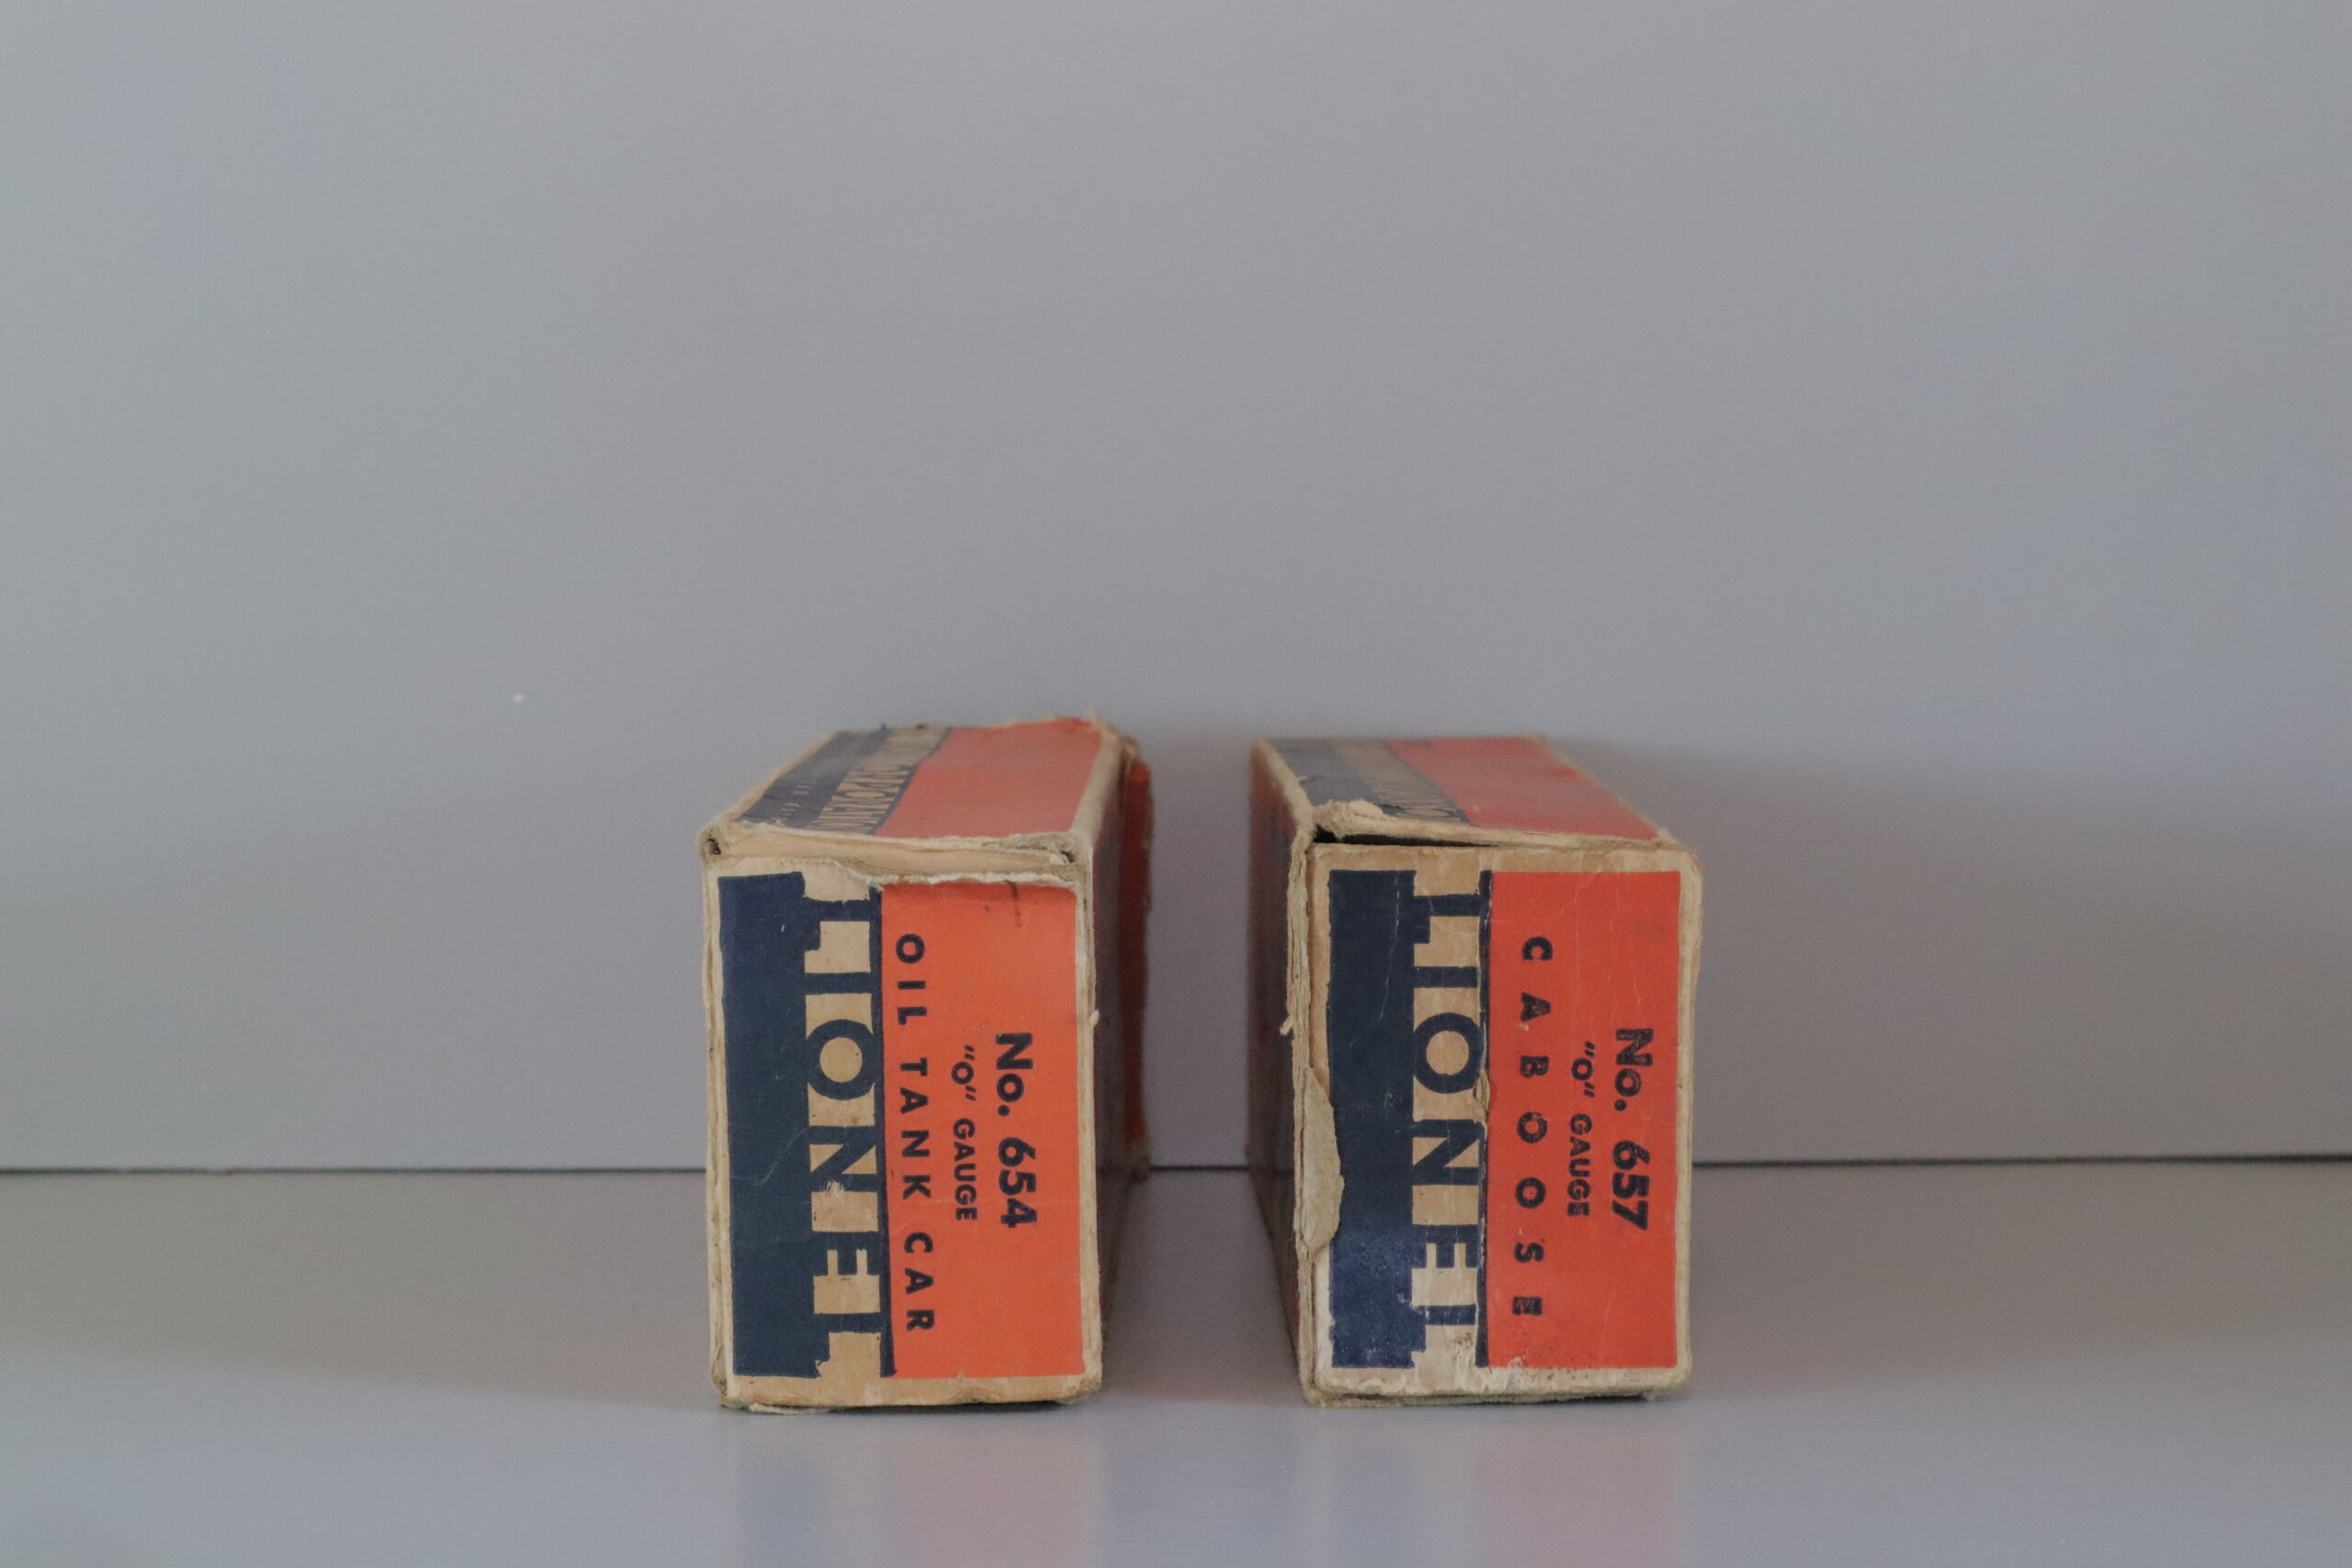 No. 654
"O" GAUGE
OIL TANK CAR
LIONEL
No. 657
"O" GAUGE
CABOOSE
LIONEL